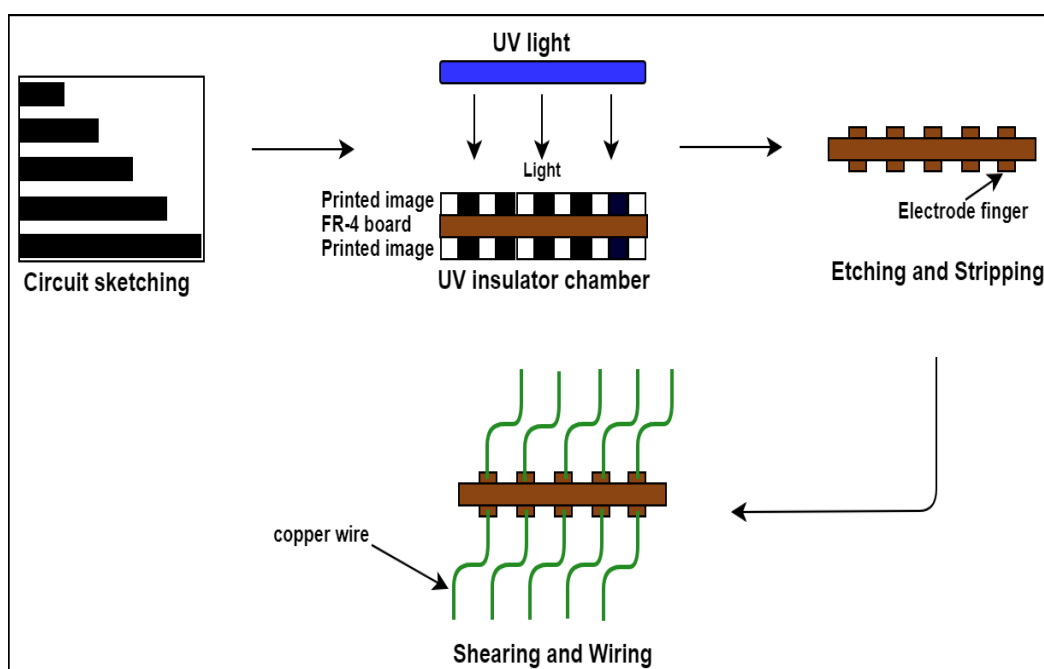 UV light
Light
Printed image
FR-4 board
Printed image
Circuit sketching
UV insulator chamber
Electrode finger
Etching and Stripping
copper wire
Shearing and Wiring